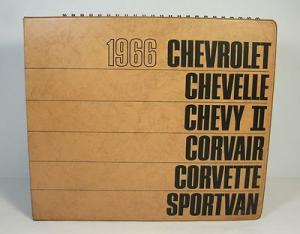 1966 CHEVROLET
CHEVELLE
CHEVY II
CORVAIR
CORVETTE
SPORTVAN